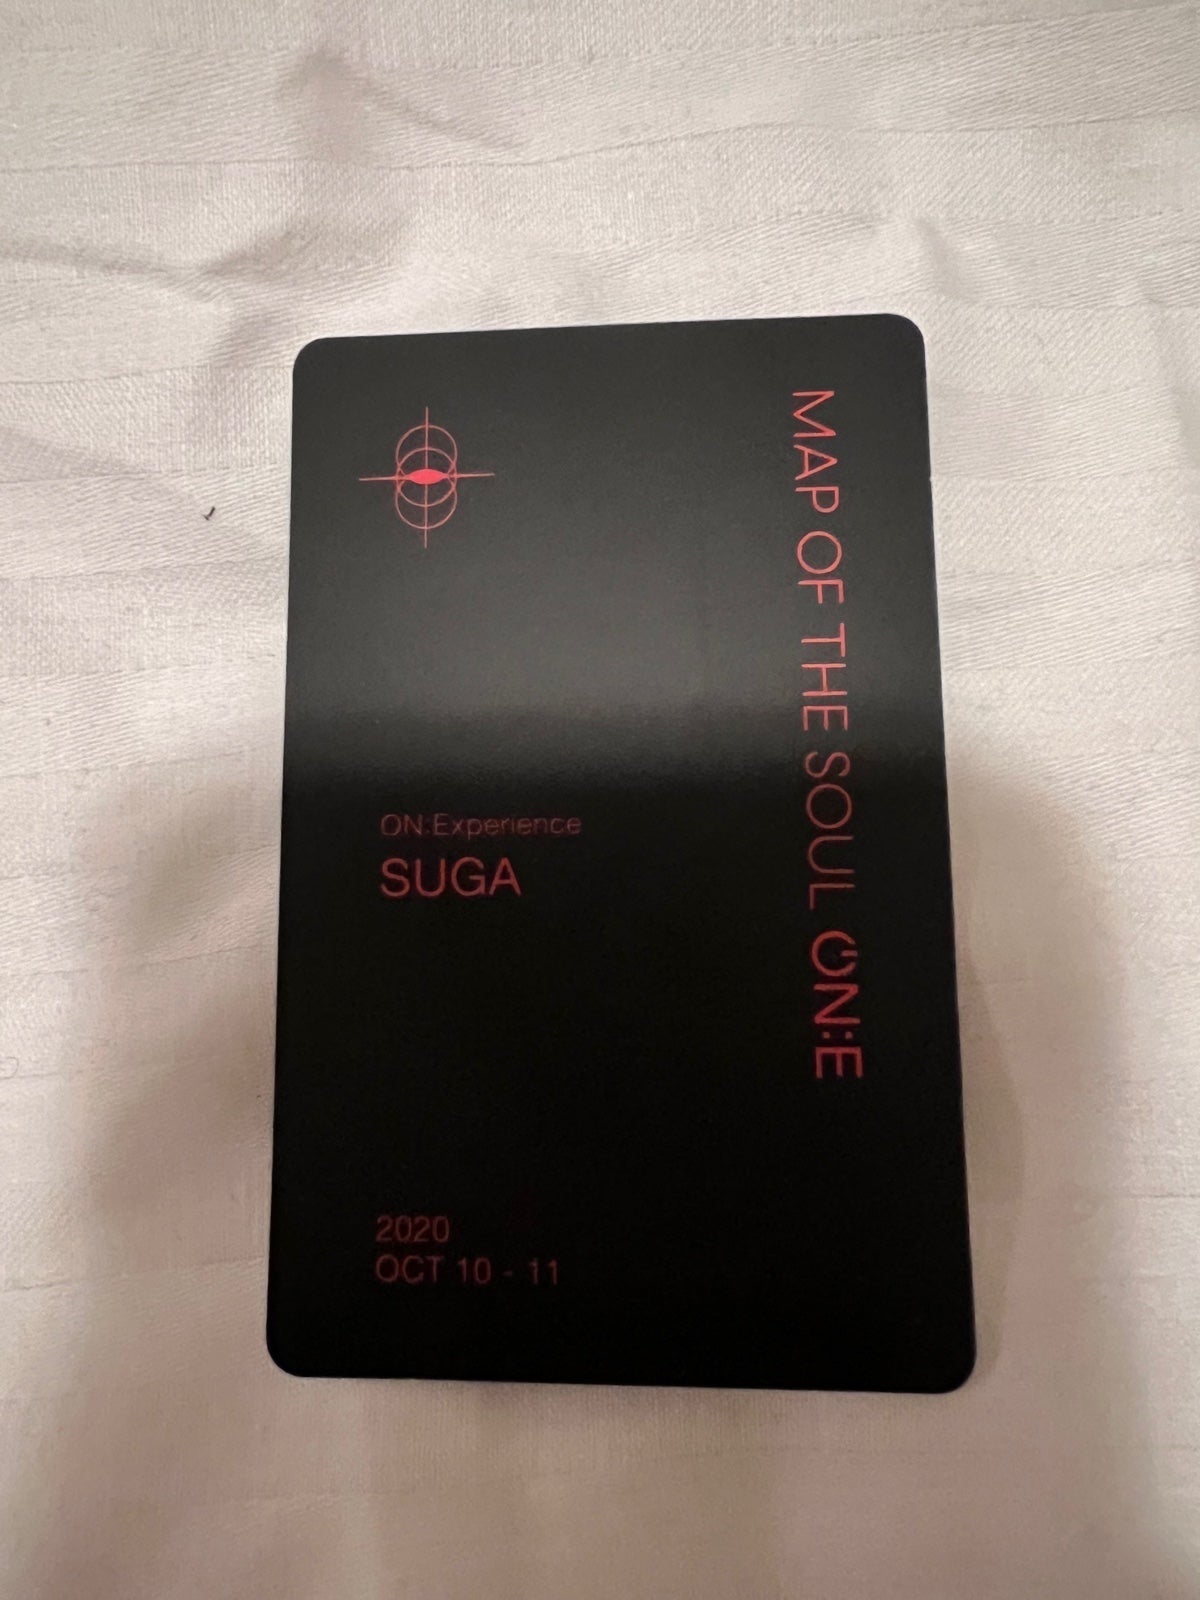 MAP OF THE SOUL ON:E
ON:Experience
SUGA
2020
OCT 10 - 11